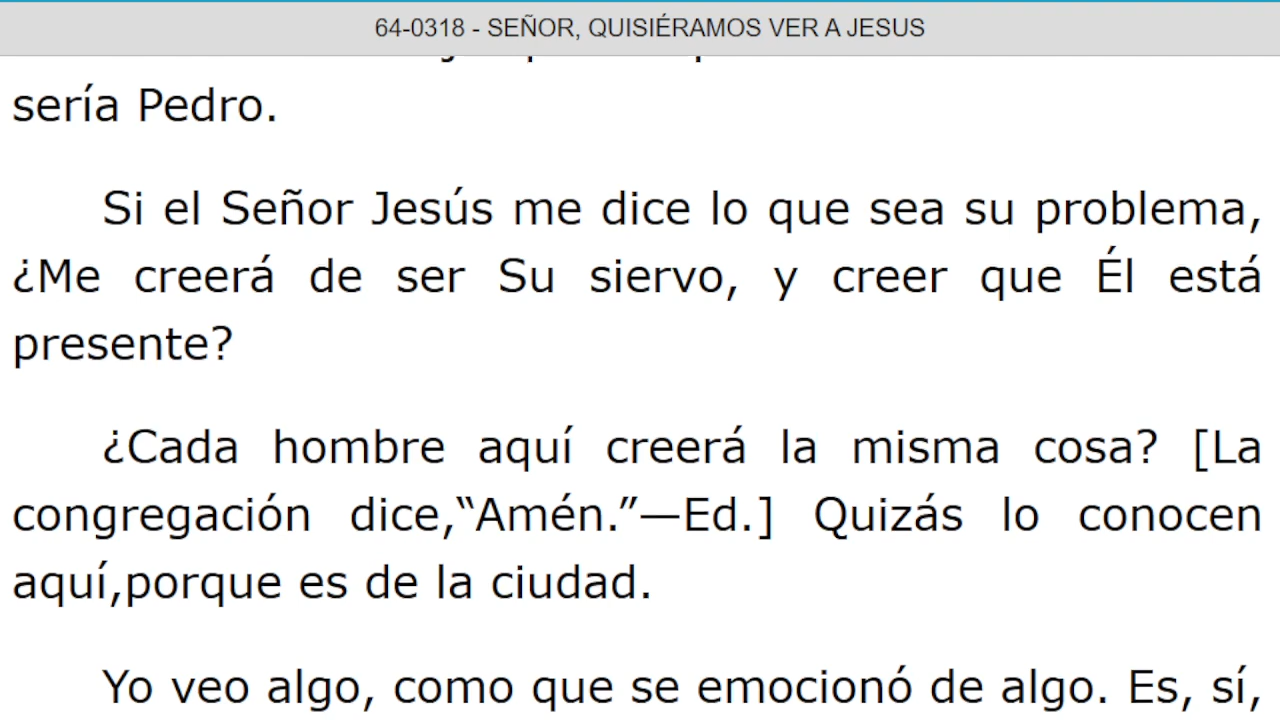 64-0318 - SEÑOR, QUISIÉRAMOS VER A JESUS
sería Pedro.
Si el Señor Jesús me dice lo que sea su problema,
¿Me creerá de ser Su siervo, y creer que Él está
presente?
¿Cada hombre aquí creerá la misma cosa? [La
congregación dice,“Amén.”—Ed.] Quizás lo conocen
aquí,porque es de la ciudad.
Yo veo algo, como que se emocionó de algo. Es, sí,